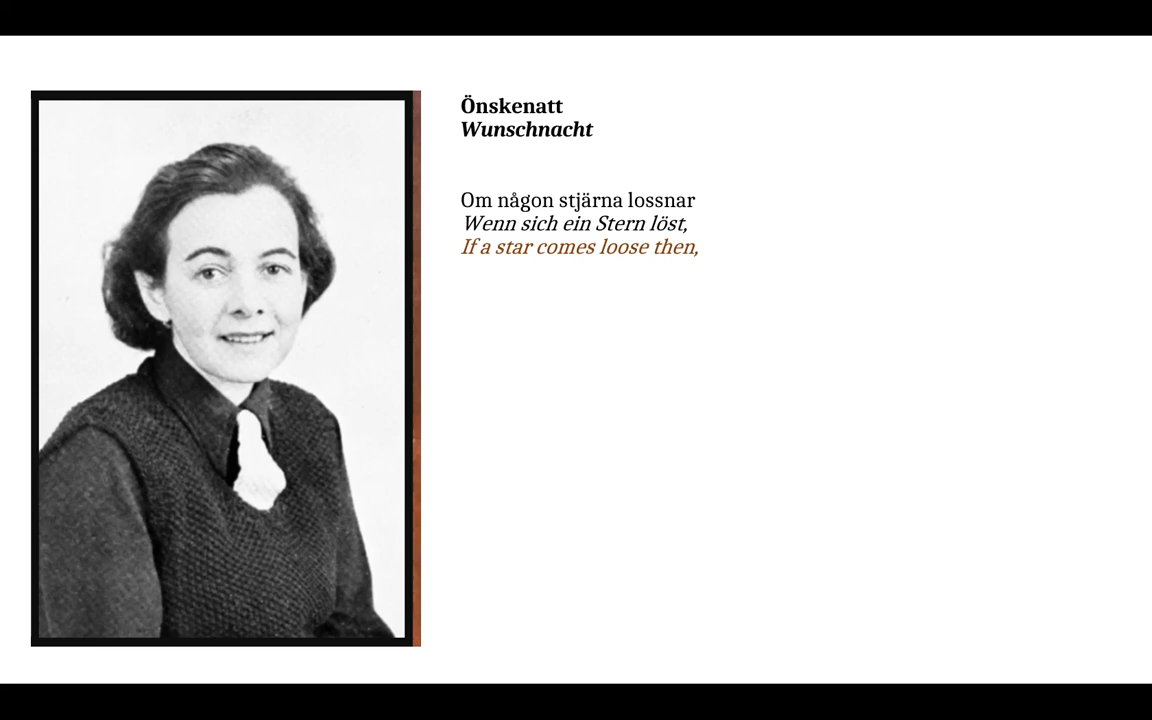 Önskenatt
Wunschnacht
Om någon stjärna lossnar
Wenn sich ein Stern löst,
If a star comes loose then,